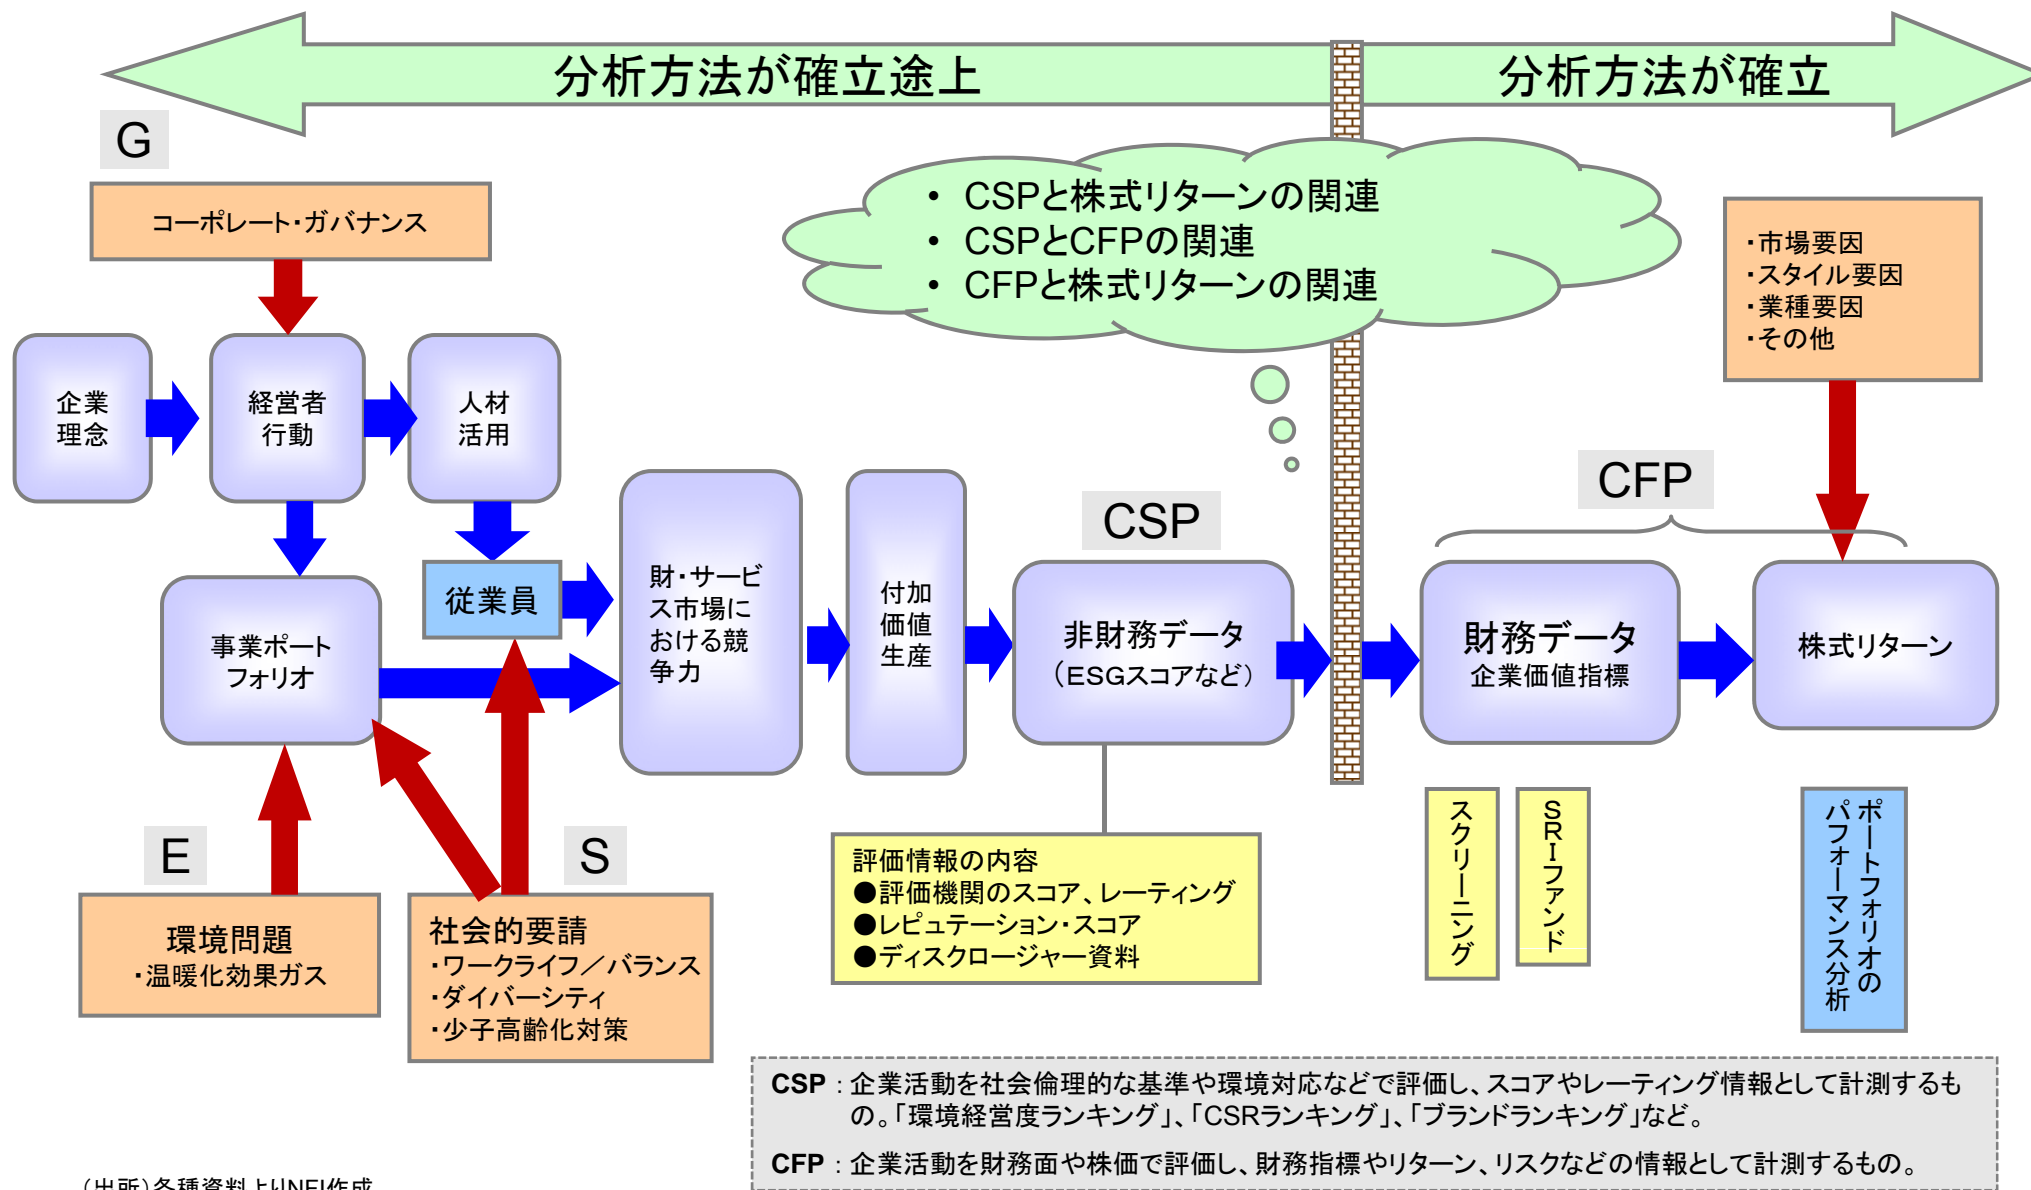 分析方法が確立途上
分析方法が確立
G
コーポレート・ガバナンス
• CSPと株式リターンの関連
• CSPとCFPの関連
• CFPと株式リターンの関連
・市場要因
・スタイル要因
・業種要因
・その他
企業
理念
経営者
行動
人材
活用
CSP
CFP
事業ポート
フォリオ
従業員
財・サービ
ス市場に
おける競
争力
付加
価値
生産
非財務データ
（ESGスコアなど）
財務データ
企業価値指標
株式リターン
E
環境問題
・温暖化効果ガス
S
社会的要請
・ワークライフ／バランス
・ダイバーシティ
・少子高齢化対策
評価情報の内容
●評価機関のスコア、レーティング
●レピュテーション・スコア
●ディスクロージャー資料
スクリーニング
SRIファンド
ポートフォリオの
パフォーマンス分析
CSP：企業活動を社会倫理的な基準や環境対応などで評価し、スコアやレーティング情報として計測するも
の。「環境経営度ランキング」、「CSRランキング」、「ブランドランキング」など。
CFP：企業活動を財務面や株価で評価し、財務指標やリターン、リスクなどの情報として計測するもの。
（出所）各種資料よりNFI作成